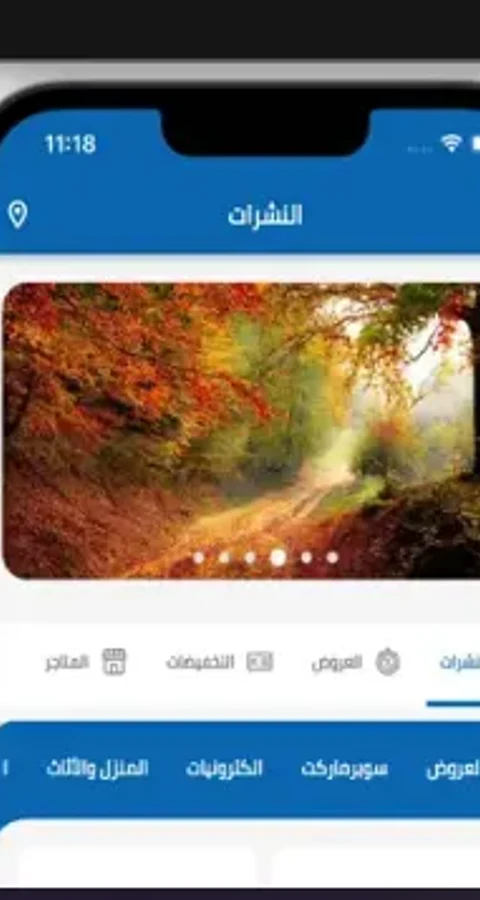 11:18
النشرات
العروض التخفيضات المتاجر
سوبرماركت الكترونيات المنزل والأثاث